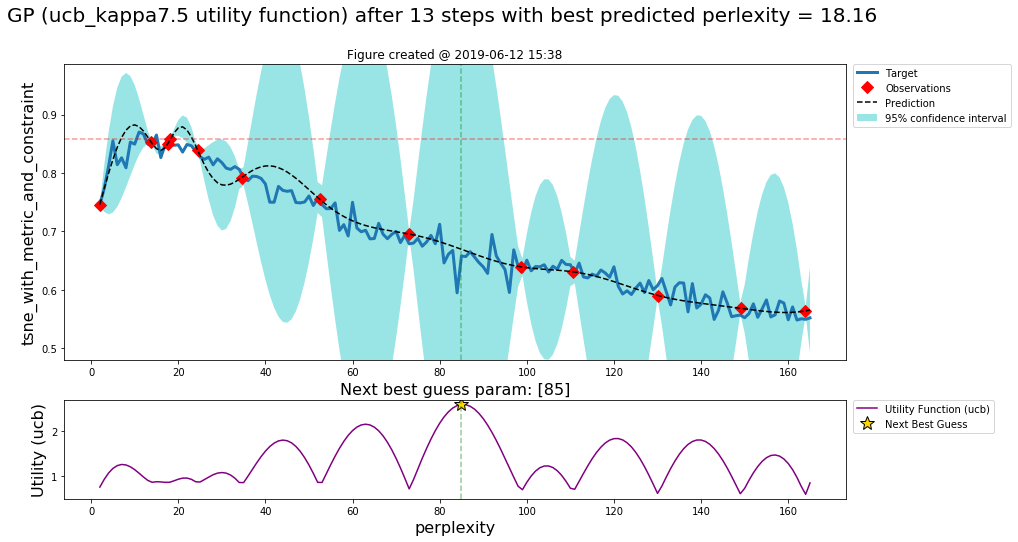 GP (ucb_kappa7.5 utility function) after 13 steps with best predicted perlexity = 18.16
Figure created @ 2019-06-12 15:38
tsne_with_metric_and_constraint
0.9
0.8
0.7
0.6
0.5
0 20 40 60 80 100 120 140 160
Target
Observations
Prediction
95% confidence interval
Next best guess param: [85]
Utility (ucb)
2
1
0 20 40 60 80 100 120 140 160
perplexity
Utility Function (ucb)
Next Best Guess